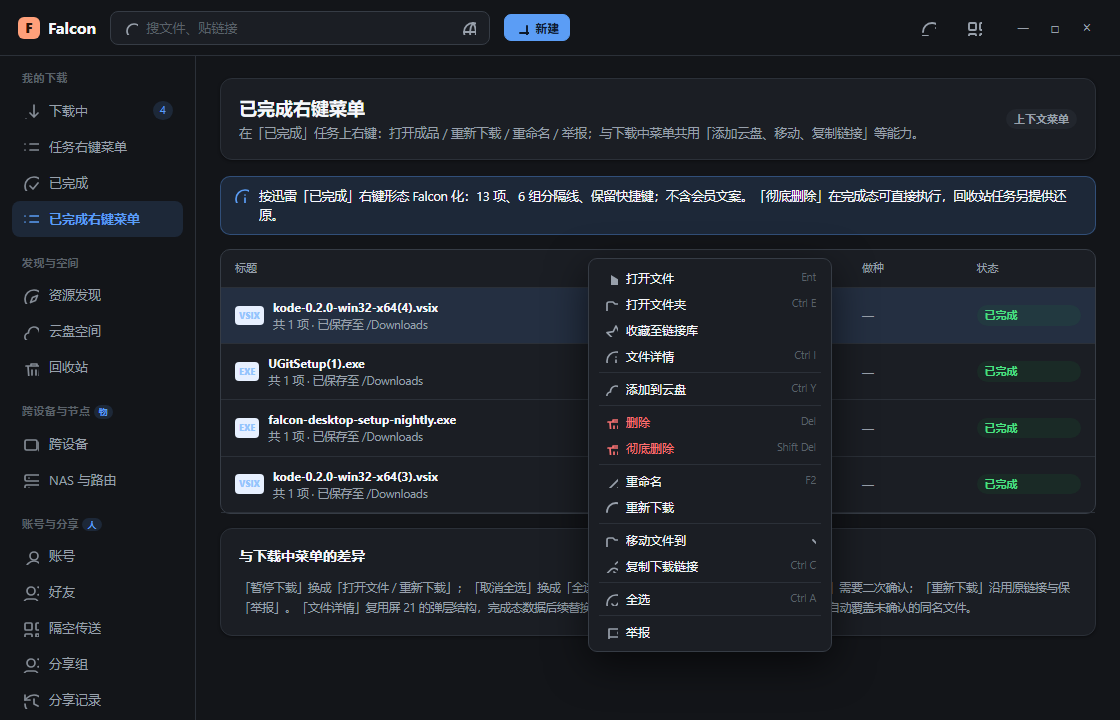 F Falcon
搜文件、贴链接
新建
我的下载
下载中 4
任务右键菜单
已完成
已完成右键菜单
发现与空间
资源发现
云盘空间
回收站
跨设备与节点 物
跨设备
NAS 与路由
账号与分享 人
账号
好友
隔空传送
分享组
分享记录
已完成右键菜单
在「已完成」任务上右键：打开成品 / 重新下载 / 重命名 / 举报；与下载中菜单共用「添加云盘、移动、复制链接」等能力。
上下文菜单
按迅雷「已完成」右键形态 Falcon 化：13 项、6 组分隔线、保留快捷键；不含会员文案。「彻底删除」在完成态可直接执行，回收站任务另提供还
原。
标题
做种
状态
VSIX
kode-0.2.0-win32-x64(4).vsix
共 1 项 · 已保存至 /Downloads
—
已完成
EXE
UGitSetup(1).exe
共 1 项 · 已保存至 /Downloads
—
已完成
EXE
falcon-desktop-setup-nightly.exe
共 1 项 · 已保存至 /Downloads
—
已完成
VSIX
kode-0.2.0-win32-x64(3).vsix
共 1 项 · 已保存至 /Downloads
—
已完成
打开文件 Ent
打开文件夹 Ctrl E
收藏至链接库
文件详情 Ctrl I
添加到云盘 Ctrl Y
删除 Del
彻底删除 Shift Del
重命名 F2
重新下载
移动文件到
复制下载链接 Ctrl C
全选 Ctrl A
举报
与下载中菜单的差异
「暂停下载」换成「打开文件 / 重新下载」；「取消全选」换成「全选 」需要二次确认；「重新下载」沿用原链接与保
「举报」。「文件详情」复用屏 21 的弹层结构，完成态数据后续替换 自动覆盖未确认的同名文件。